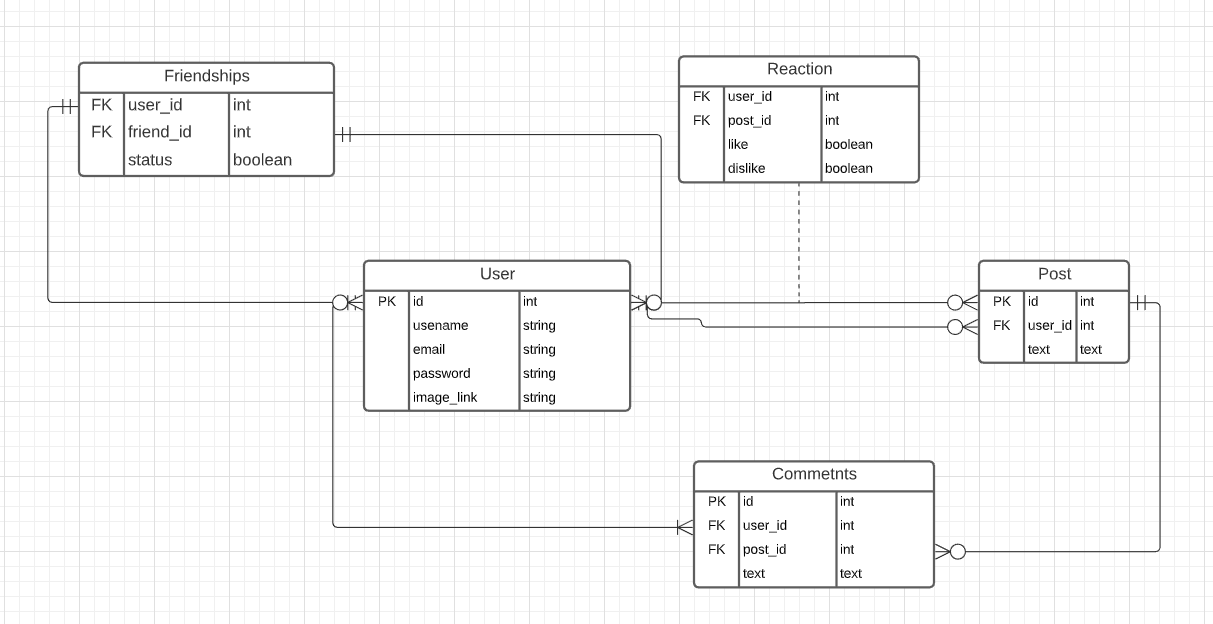 Friendships
FK user_id int
FK friend_id int
status boolean
Reaction
FK user_id int
FK post_id int
like boolean
dislike boolean
User
PK id int
usename string
email string
password string
image_link string
Post
PK id int
FK user_id int
text text
Commetnts
PK id int
FK user_id int
FK post_id int
text text